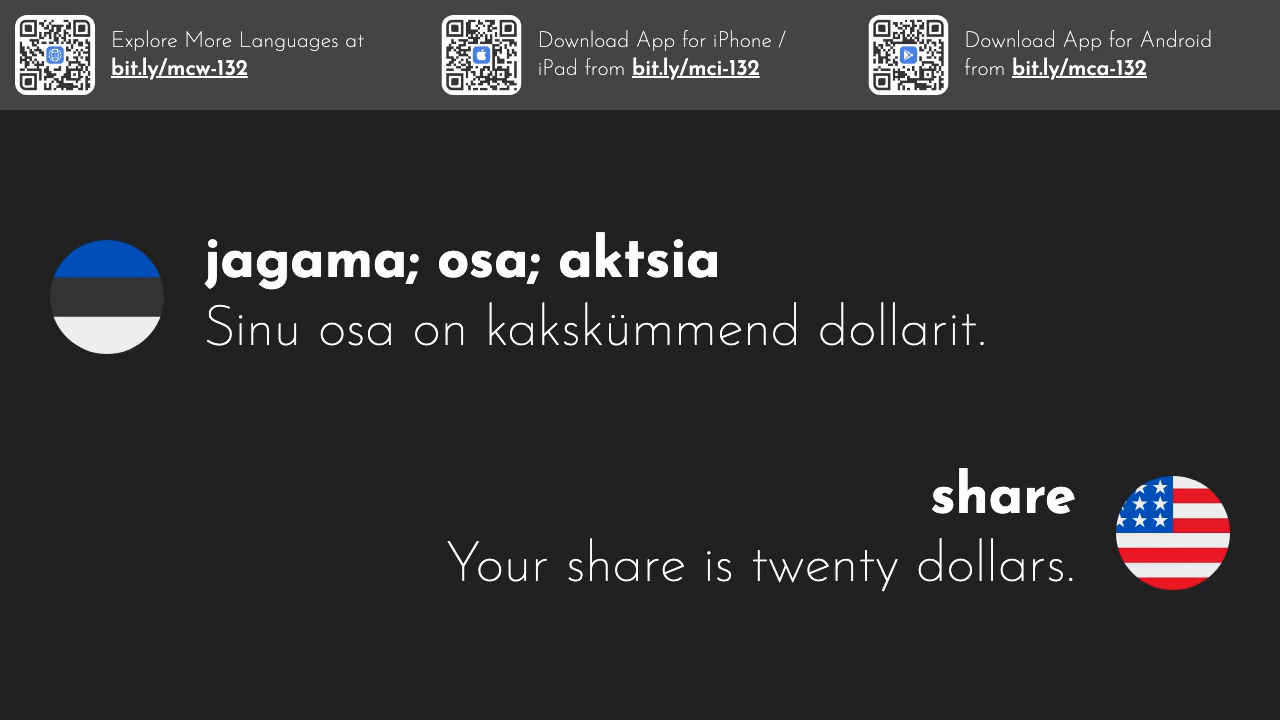 Explore More Languages at
bit.ly/mcw-132
Download App for iPhone /
iPad from bit.ly/mci-132
Download App for Android
from bit.ly/mca-132
jagama; osa; aktsia
Sinu osa on kakskümmend dollarit.
share
Your share is twenty dollars.